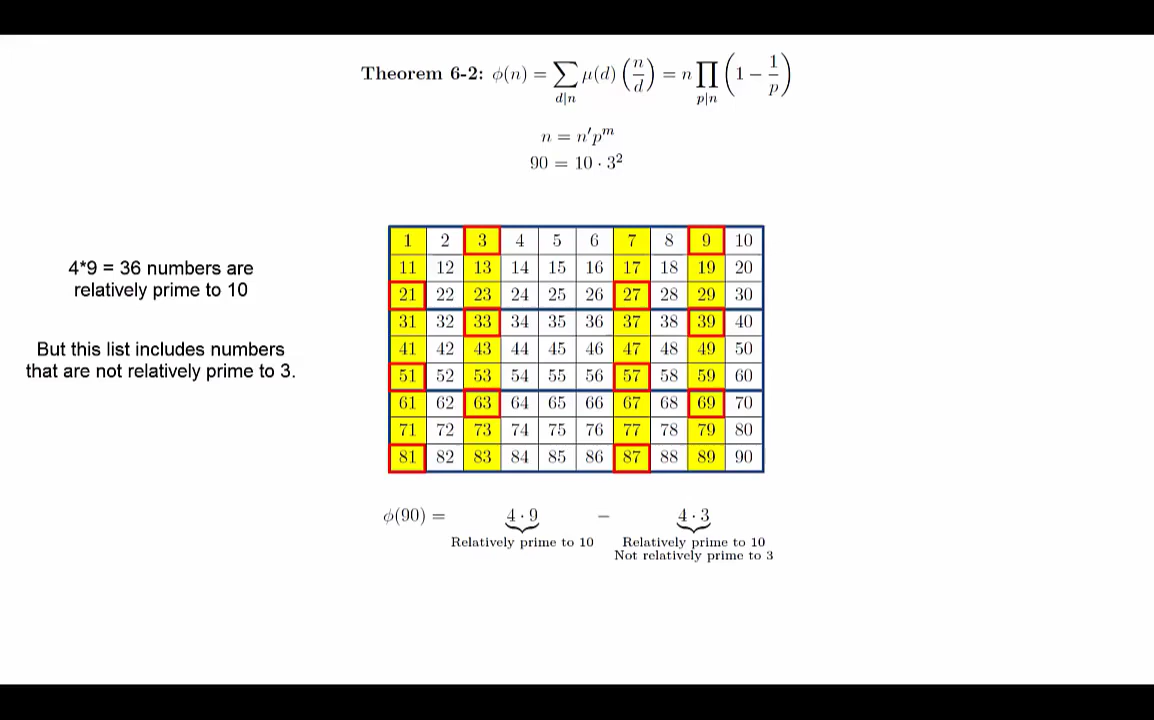 Theorem 6-2: ϕ(n) = ∑_{d|n} μ(d) (n/d) = n ∏_{p|n} (1 − 1/p)
n = n′p^m
90 = 10 · 3²
4*9 = 36 numbers are
relatively prime to 10
But this list includes numbers
that are not relatively prime to 3.
1 2 3 4 5 6 7 8 9 10
11 12 13 14 15 16 17 18 19 20
21 22 23 24 25 26 27 28 29 30
31 32 33 34 35 36 37 38 39 40
41 42 43 44 45 46 47 48 49 50
51 52 53 54 55 56 57 58 59 60
61 62 63 64 65 66 67 68 69 70
71 72 73 74 75 76 77 78 79 80
81 82 83 84 85 86 87 88 89 90
ϕ(90) = 4 · 9 − 4 · 3
Relatively prime to 10 Relatively prime to 10
Not relatively prime to 3